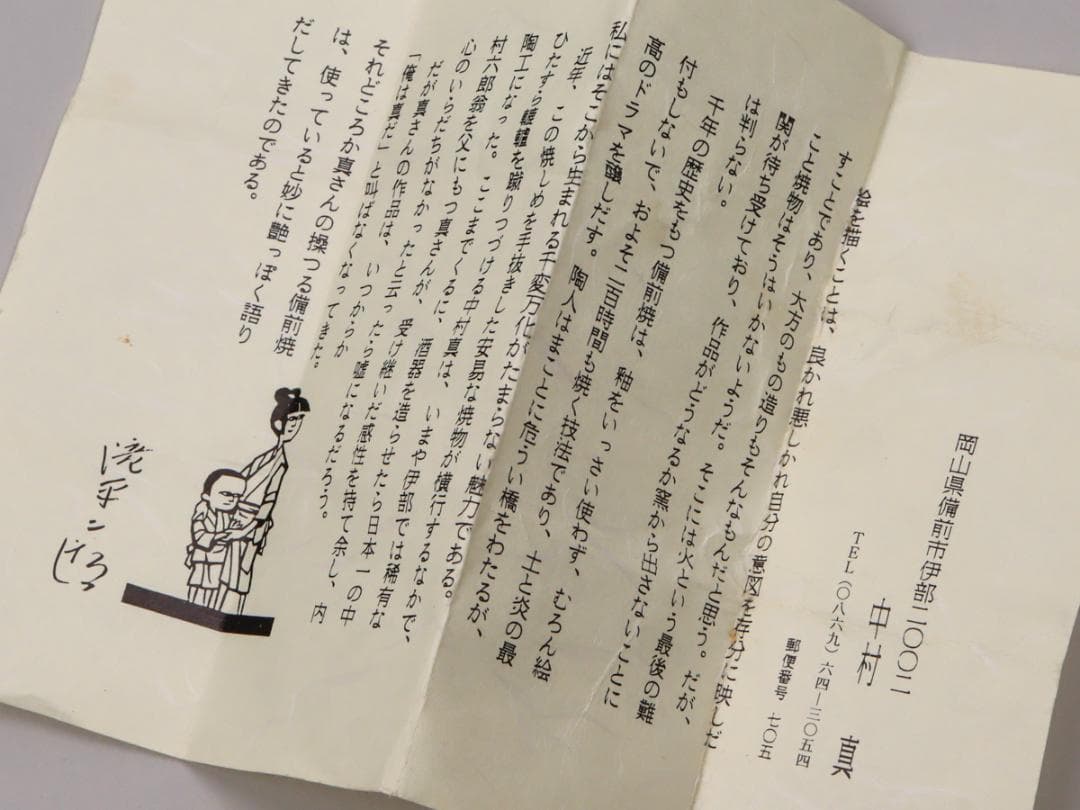 絵を描くことは、良かれ悪しかれ自分の意図を存分に映しだ
すことであり、大方のもの造りもそんなもんだと思う。だが、
こと焼物はそうはいかないようだ。そこには火という最後の難
関が待ち受けており、作品がどうなるか窯から出さないことに
は判らない。
千年の歴史をもつ備前焼は、釉をいっさい使わず、むろん絵
付もしないで、およそ二百時間も焼く技法であり、土と炎の最
高のドラマを醸しだす。陶人はまことに危うい橋をわたるが、
私にはそこから生まれる千変万化がたまらない魅力である。
近年、この焼しめを手抜きした安易な焼物が横行するなかで、
ひたすら轆轤を蹴りつづける中村真は、いまや伊部では稀有な
陶工になった。ここまでくるに、酒器を造らせたら日本一の中
村六郎翁を父にもつ真さんが、受け継いだ感性を持て余し、内
心のいらだちがなかったと云ったら嘘になるだろう。
だが真さんの作品は、いつからか
「俺は真だ」と叫ばなくなってきた。
それどころか真さんの操つる備前焼
は、使っていると妙に艶っぽく語り
だしてきたのである。
滝平二郎
岡山県備前市伊部二〇〇二
中村 真
TEL(〇八六九)六四ー三〇五四
郵便番号 七〇五